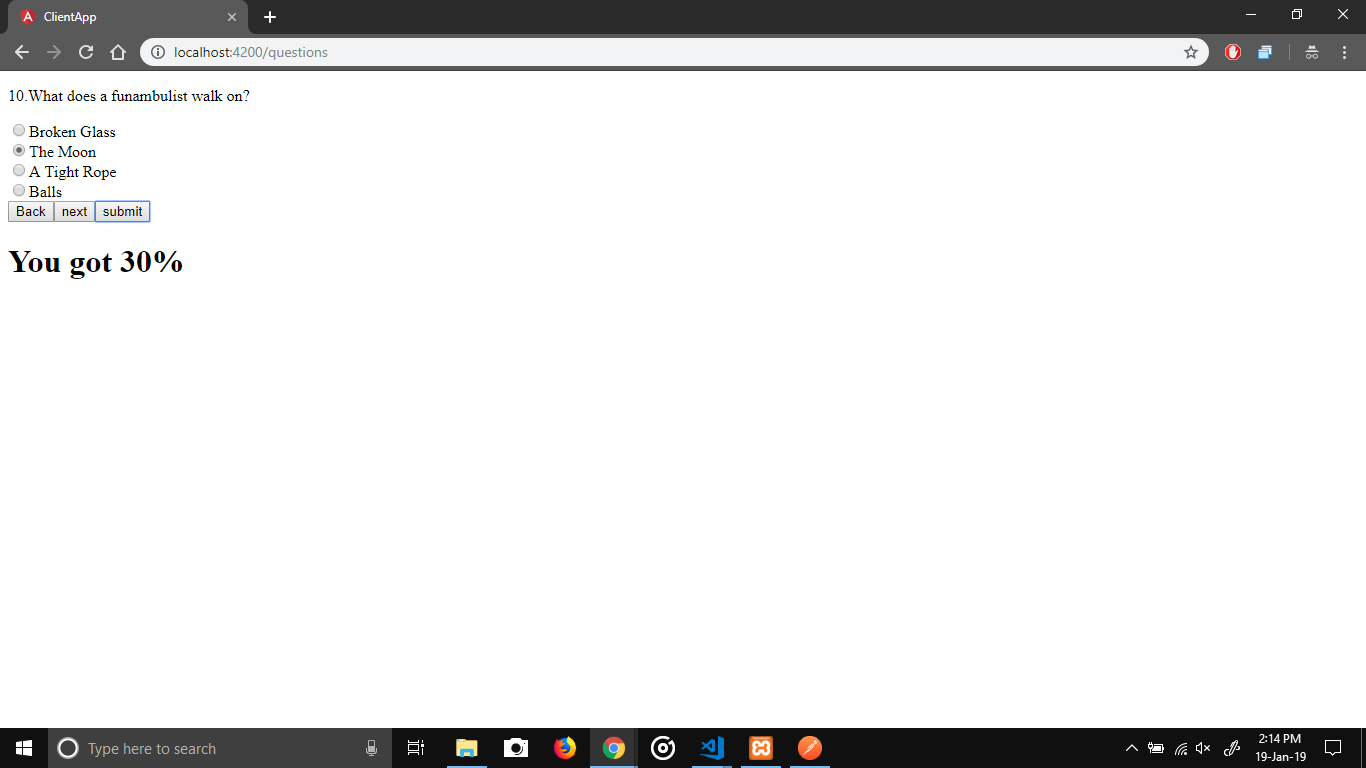 ClientApp
localhost:4200/questions
10.What does a funambulist walk on?
Broken Glass
The Moon
A Tight Rope
Balls
Back next submit
You got 30%
Type here to search
2:14 PM
19-Jan-19